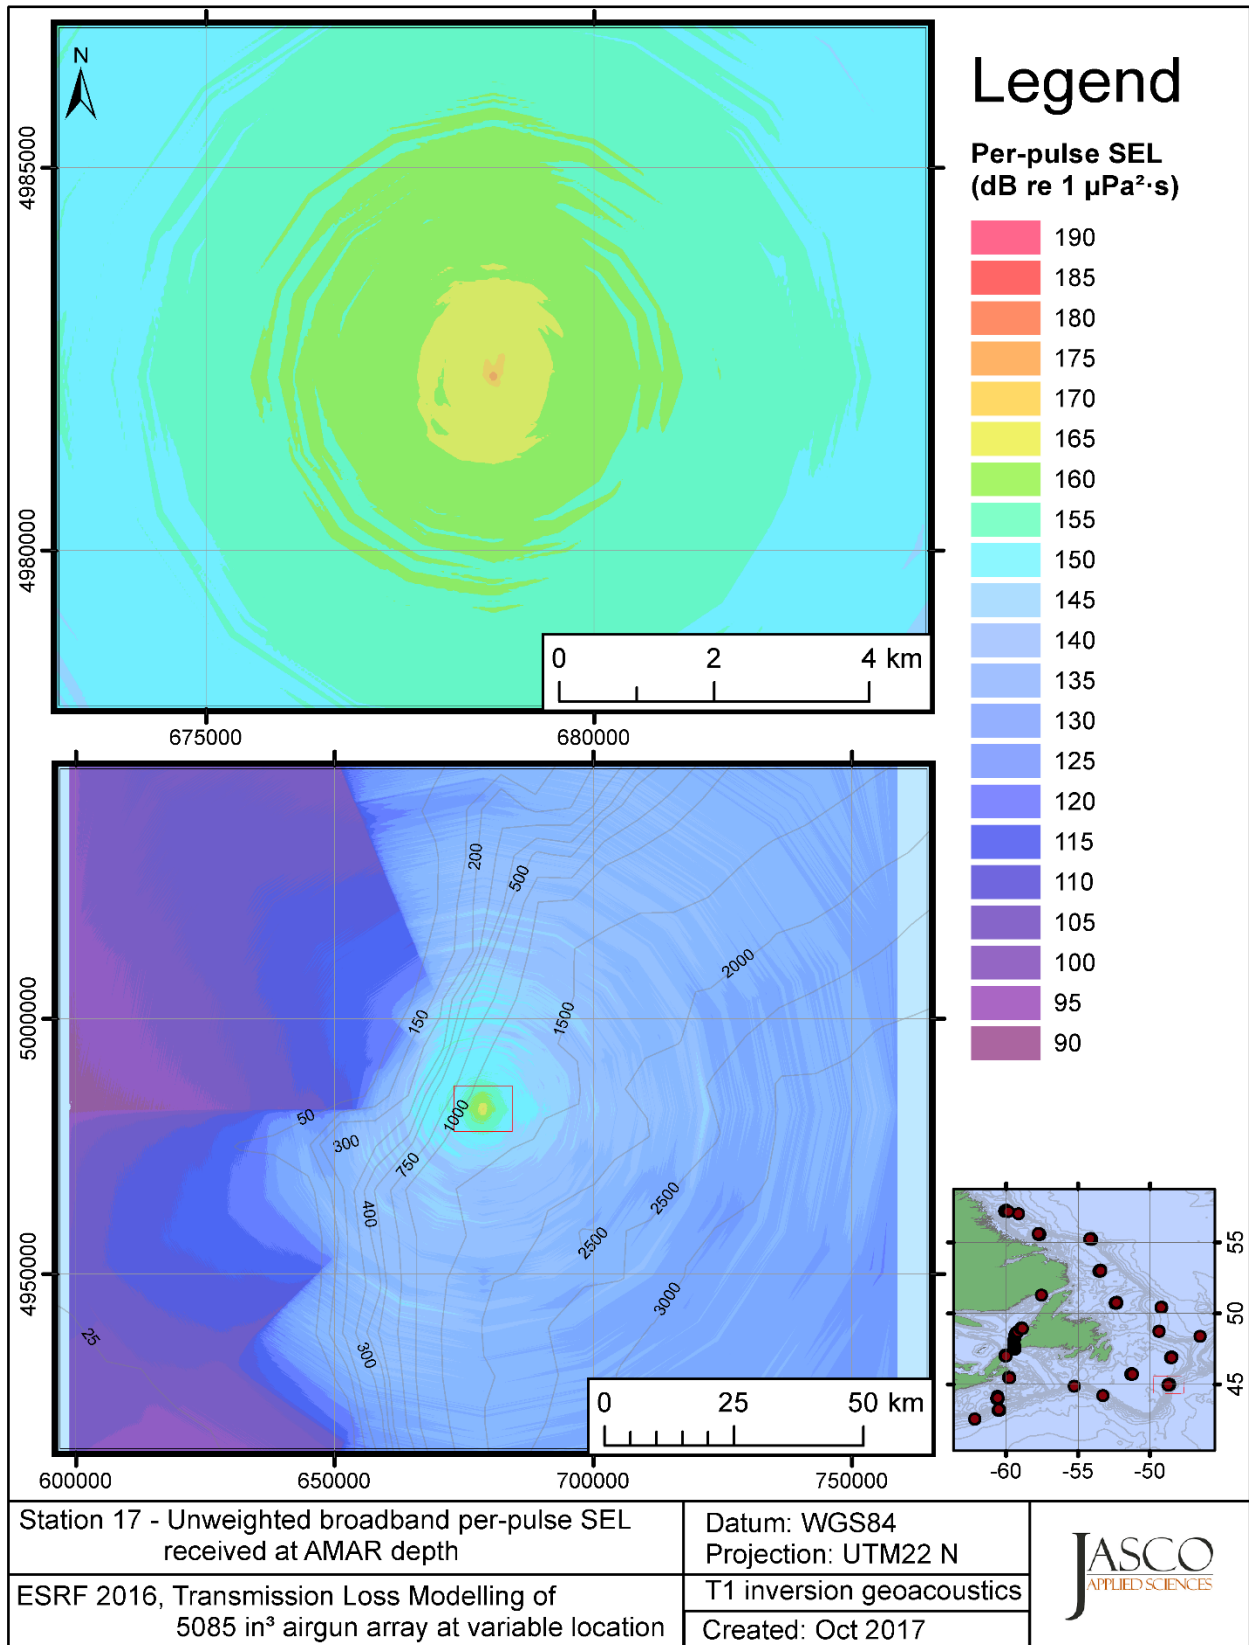 N
4985000
4980000
0 2 4 km
675000 680000
Legend
Per-pulse SEL
(dB re 1 µPa²·s)
190
185
180
175
170
165
160
155
150
145
140
135
130
125
120
115
110
105
100
95
90
5000000
4950000
200
500
2000
150
1500
1000
50
300
750
400
2500
2500
3000
25
300
0 25 50 km
600000 650000 700000 750000
55
50
45
-60 -55 -50
Station 17 - Unweighted broadband per-pulse SEL
received at AMAR depth
ESRF 2016, Transmission Loss Modelling of
5085 in³ airgun array at variable location
Datum: WGS84
Projection: UTM22 N
T1 inversion geoacoustics
Created: Oct 2017
JASCO
APPLIED SCIENCES